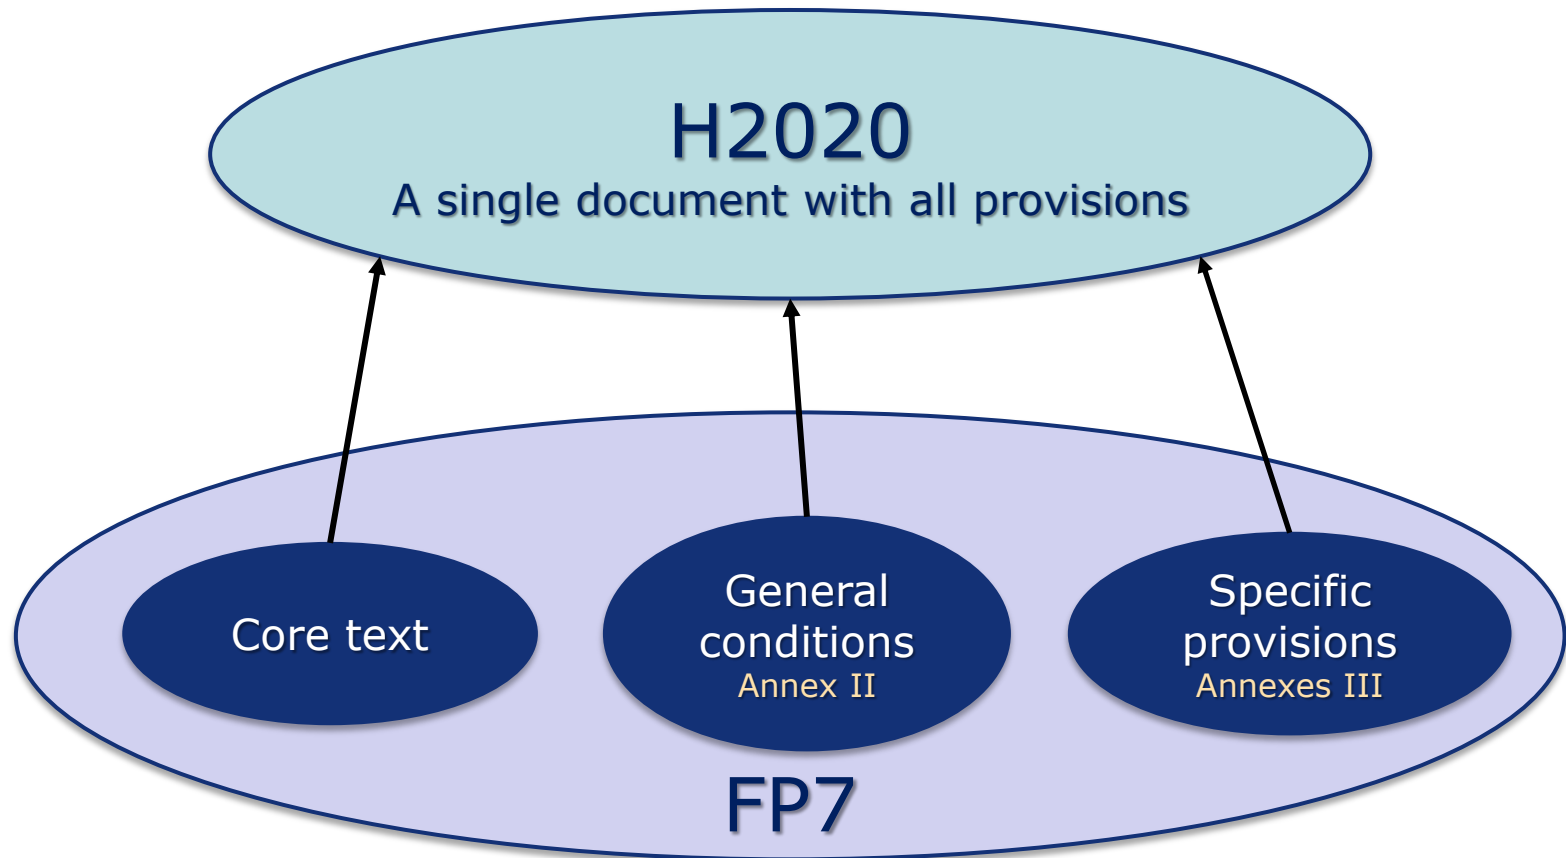 H2020
A single document with all provisions
Core text
General
conditions
Annex II
Specific
provisions
Annexes III
FP7